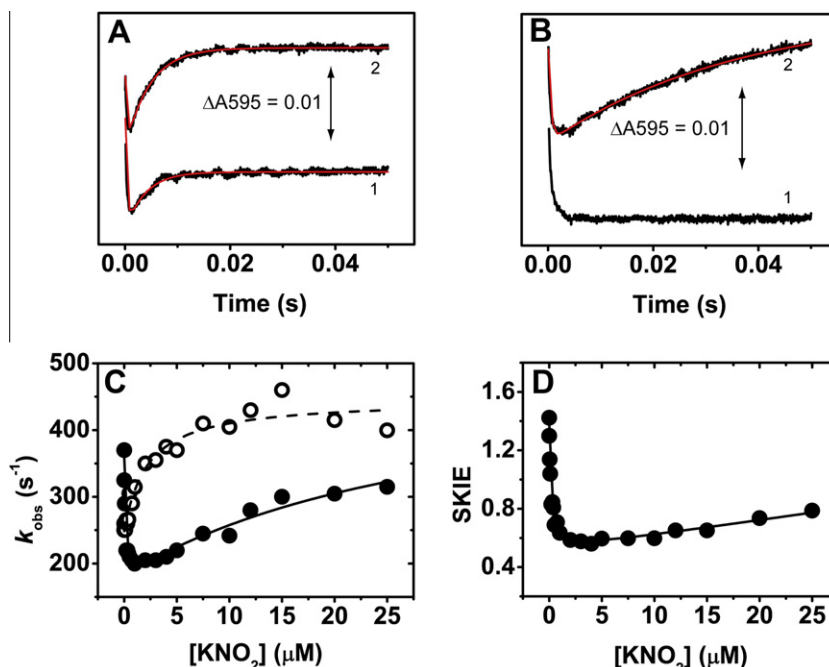 A
2
ΔA595 = 0.01
1
0.00 0.02 0.04
Time (s)
B
2
ΔA595 = 0.01
1
0.00 0.02 0.04
Time (s)
C
500
400
300
200
k_obs (s⁻¹)
0 5 10 15 20 25
[KNO₂] (μM)
D
1.6
1.2
0.8
0.4
SKIE
0 5 10 15 20 25
[KNO₂] (μM)